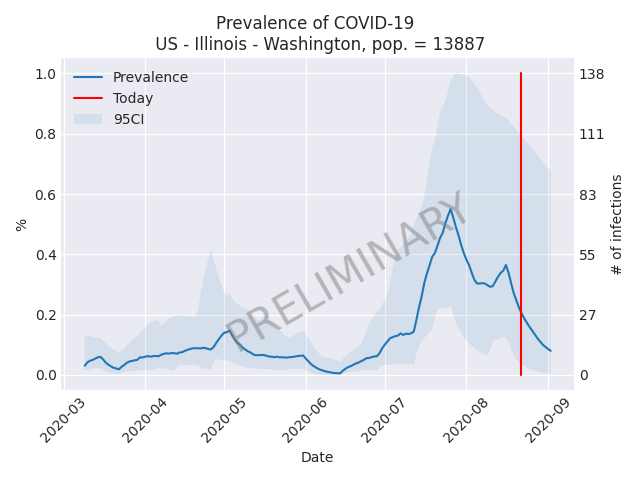 Prevalence of COVID-19
US - Illinois - Washington, pop. = 13887
Prevalence
Today
95CI
PRELIMINARY
%
1.0
0.8
0.6
0.4
0.2
0.0
138
111
83
55
27
0
# of infections
2020-03
2020-04
2020-05
2020-06
2020-07
2020-08
2020-09
Date